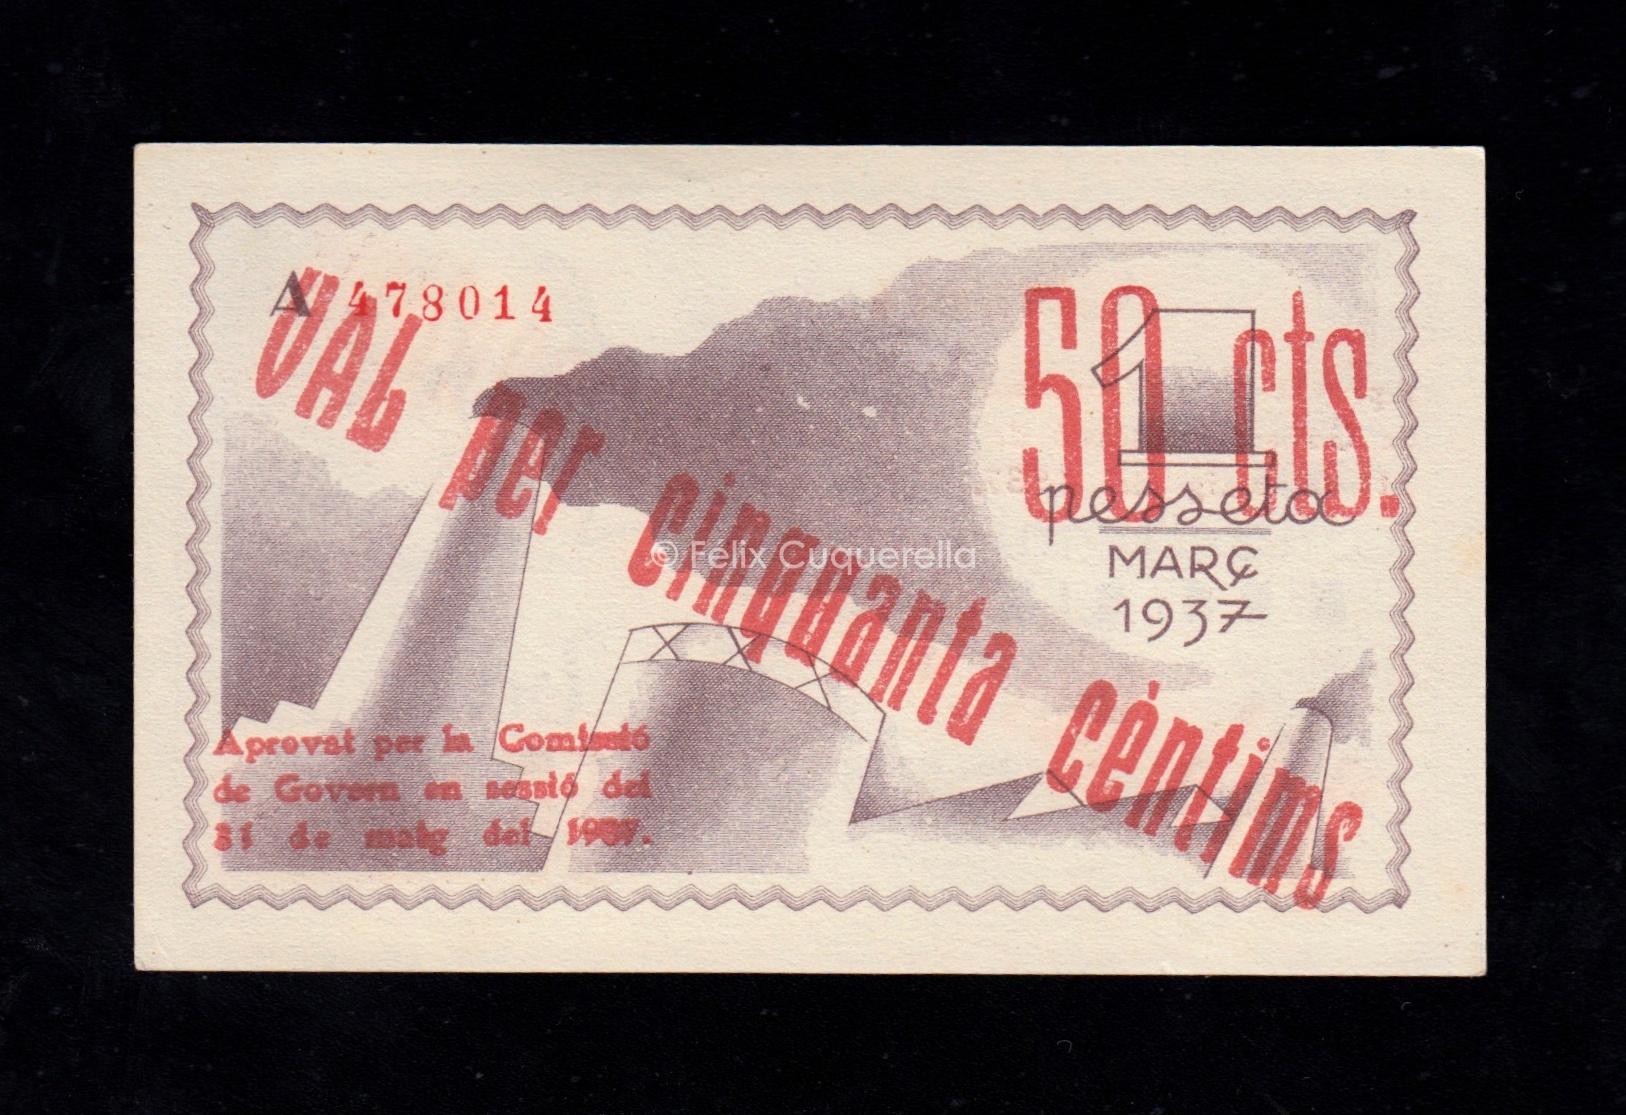 A 478014
VAL per cinquanta cèntims
50 cts.
1
pesseta
MARÇ
1937
© Felix Cuquerella
Aprovat per la Comissió
de Govern en sessió del
31 de maig del 1937.